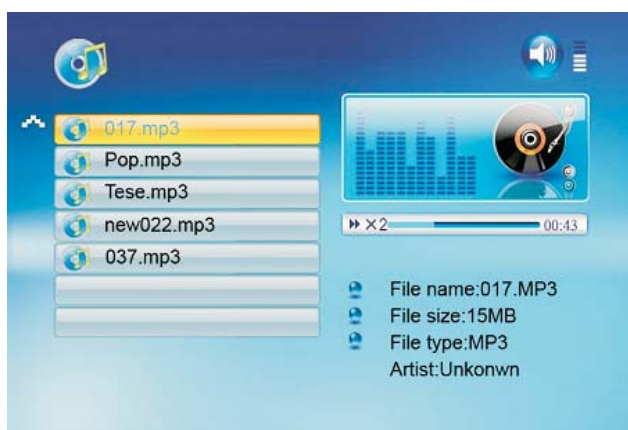 017.mp3
Pop.mp3
Tese.mp3
new022.mp3
037.mp3
×2 00:43
File name:017.MP3
File size:15MB
File type:MP3
Artist:Unkonwn